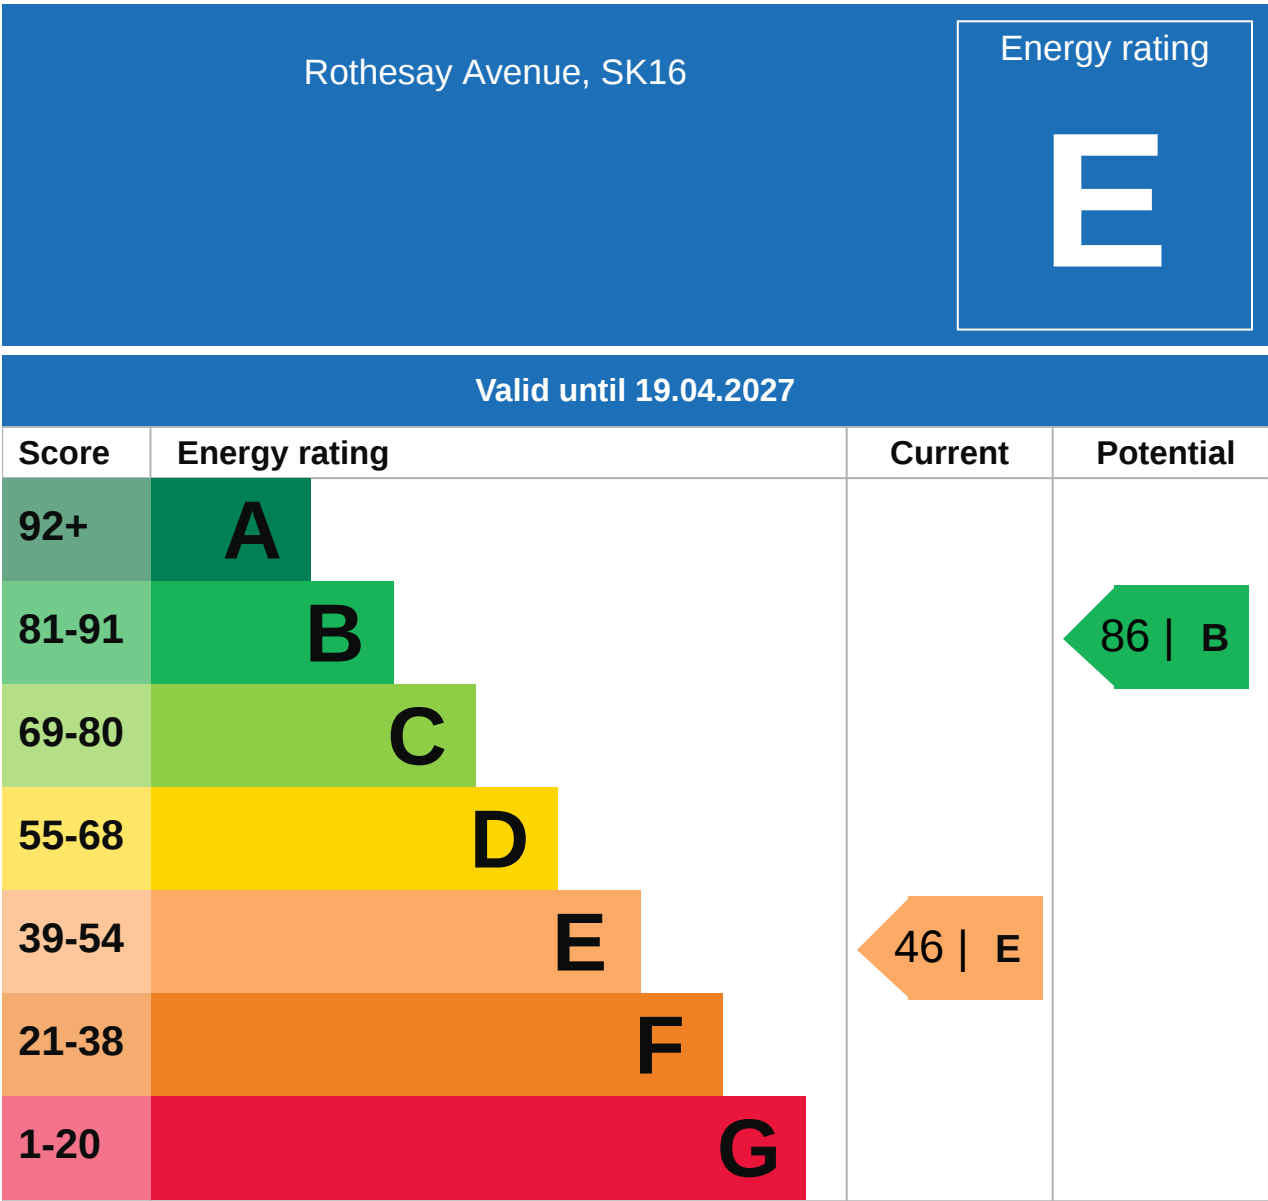 Rothesay Avenue, SK16
Energy rating
E
Valid until 19.04.2027
Score Energy rating Current Potential
92+ A
81-91 B 86 | B
69-80 C
55-68 D
39-54 E 46 | E
21-38 F
1-20 G